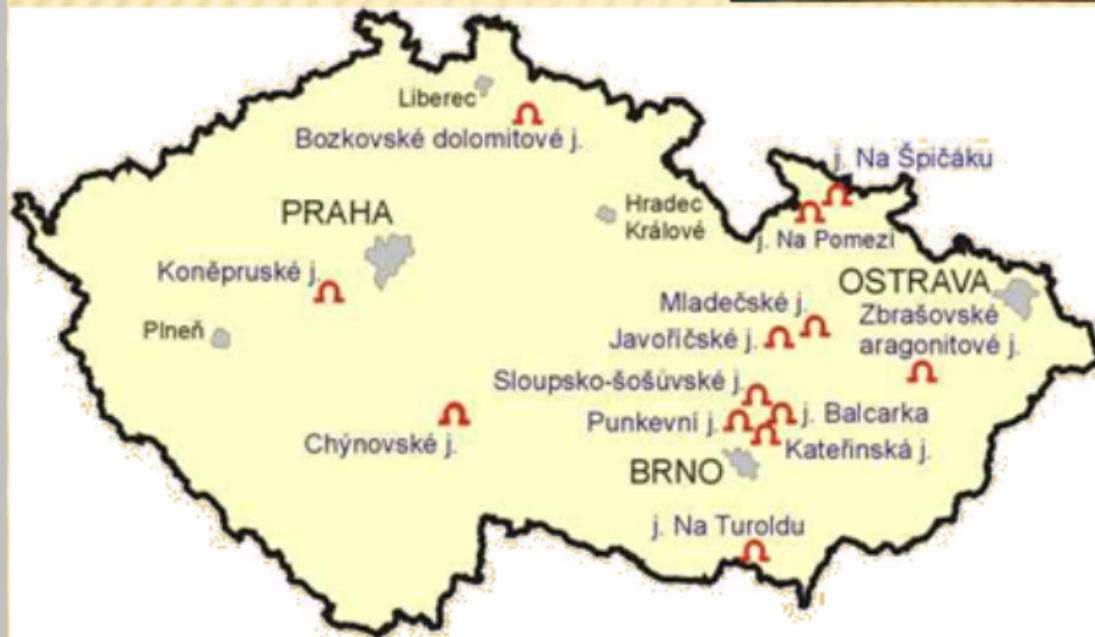 Liberec
Bozkovské dolomitové j.
j. Na Špičáku
PRAHA
Hradec
Králové
j. Na Pomezí
Koněpruské j.
OSTRAVA
Mladečské j.
Zbrašovské
aragonitové j.
Plneň
Javoříčské j.
Sloupsko-šošůvské j.
Punkevní j.
j. Balcarka
Chýnovské j.
Kateřinská j.
BRNO
j. Na Turoldu